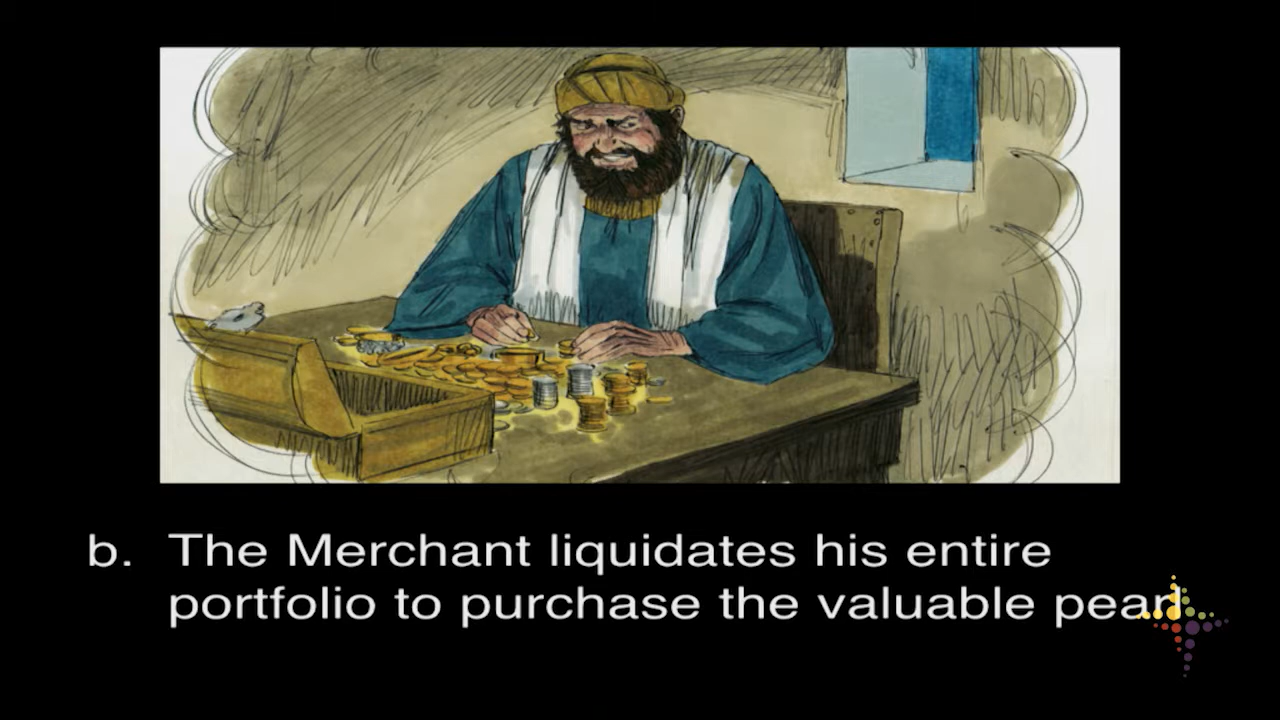 b. The Merchant liquidates his entire
portfolio to purchase the valuable pearl